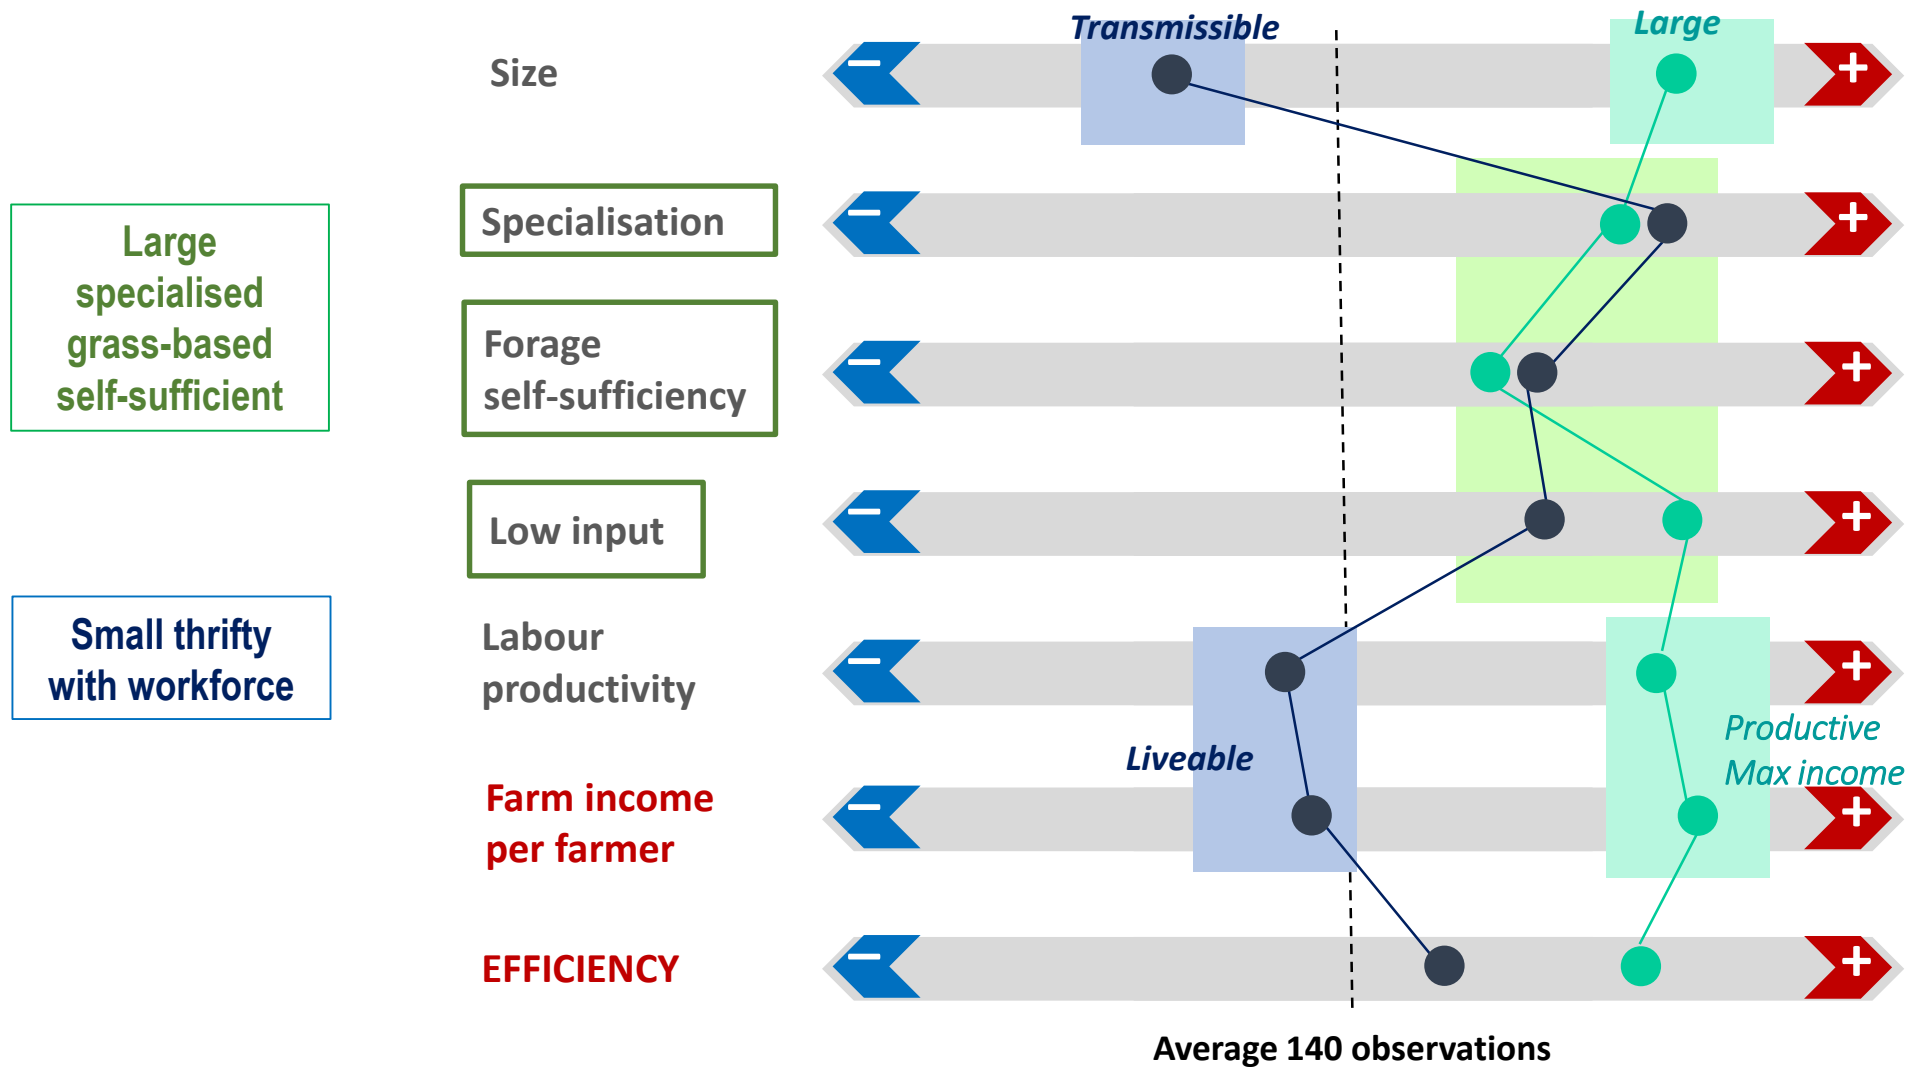 Transmissible
Large
Size
Specialisation
Large
specialised
grass-based
self-sufficient
Forage
self-sufficiency
Low input
Small thrifty
with workforce
Labour
productivity
Productive
Max income
Liveable
Farm income
per farmer
EFFICIENCY
Average 140 observations